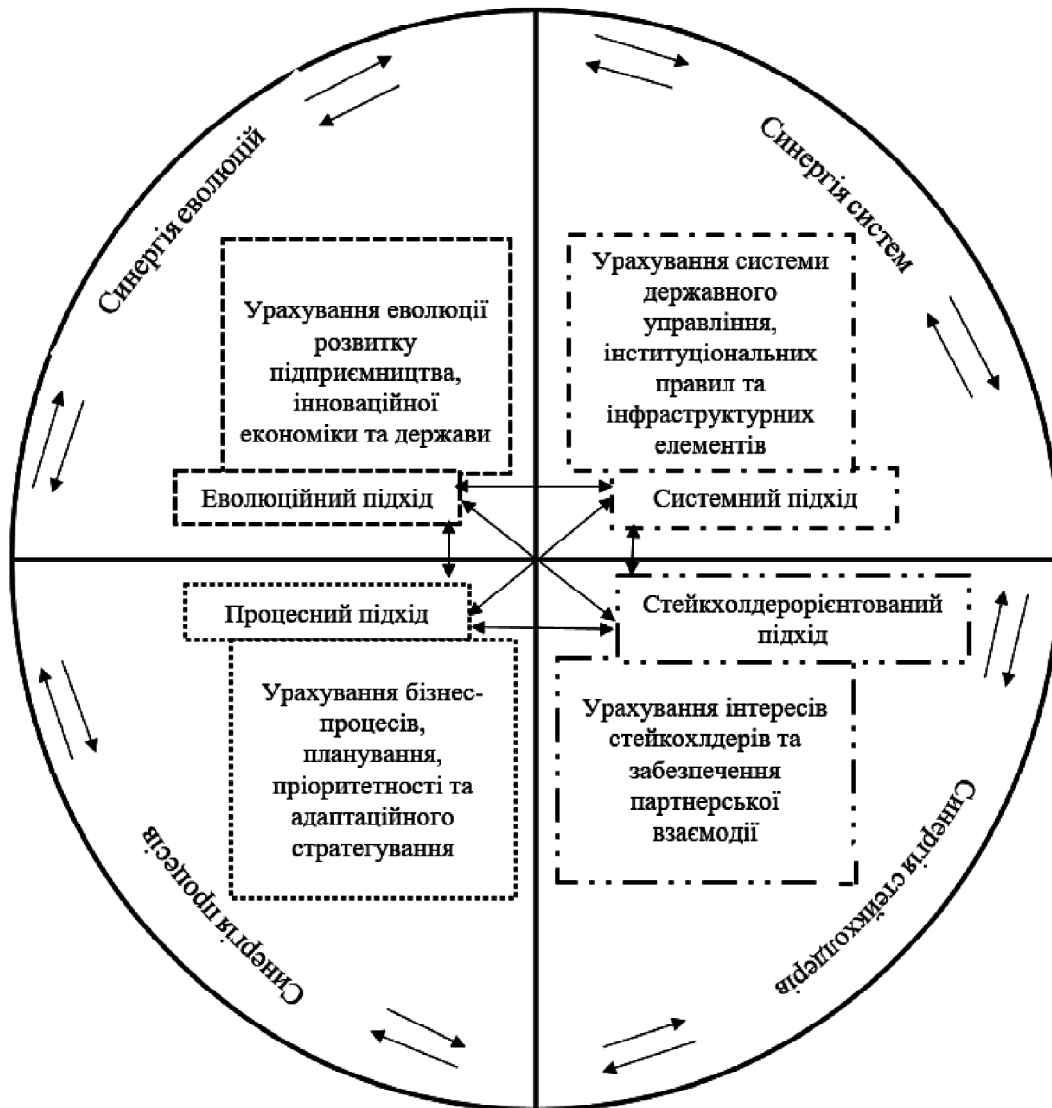 Синергія еволюцій
Урахування еволюції
розвитку
підприємництва,
інноваційної
економіки та держави
Еволюційний підхід
Синергія систем
Урахування системи
державного
управління,
інституціональних
правил та
інфраструктурних
елементів
Системний підхід
Процесний підхід
Урахування бізнес-
процесів,
планування,
пріоритетності та
адаптаційного
стратегування
Синергія процесів
Стейкхолдерорієнтований
підхід
Урахування інтересів
стейкохлдерів та
забезпечення
партнерської
взаємодії
Синергія стейкхолдерів